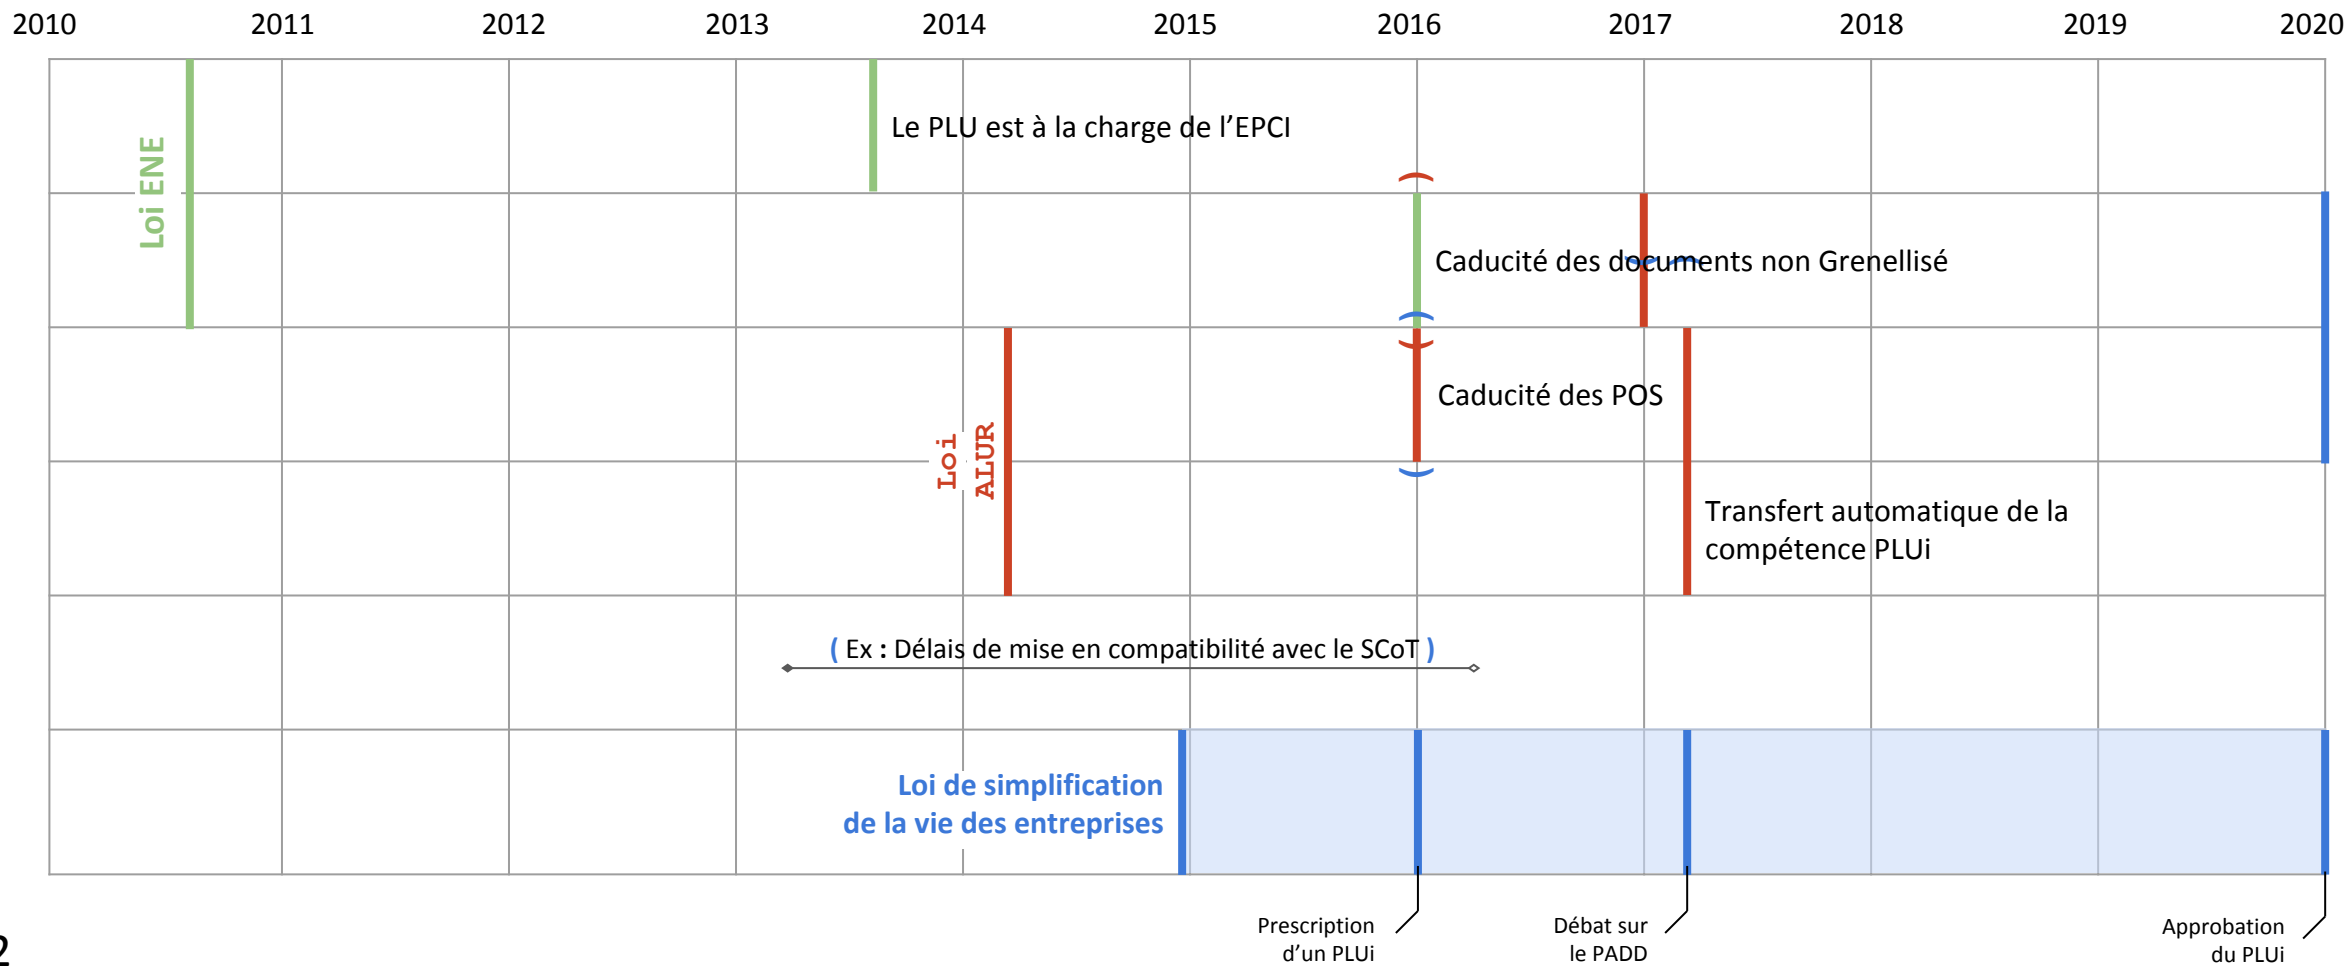 2010 2011 2012 2013 2014 2015 2016 2017 2018 2019 2020
Loi ENE
Le PLU est à la charge de l’EPCI
Caducité des documents non Grenellisé
Loi
ALUR
Caducité des POS
Transfert automatique de la
compétence PLUi
( Ex : Délais de mise en compatibilité avec le SCoT )
Loi de simplification
de la vie des entreprises
Prescription
d’un PLUi
Débat sur
le PADD
Approbation
du PLUi
2